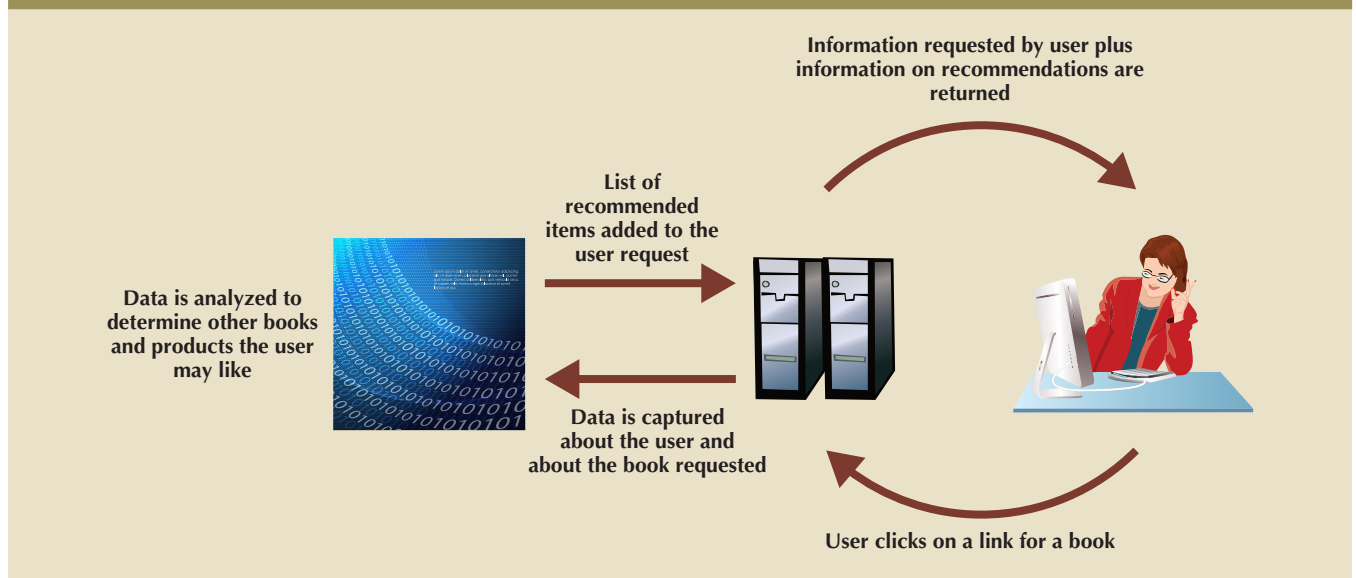 Information requested by user plus
information on recommendations are
returned
List of
recommended
items added to the
user request
Data is analyzed to
determine other books
and products the user
may like
Data is captured
about the user and
about the book requested
User clicks on a link for a book